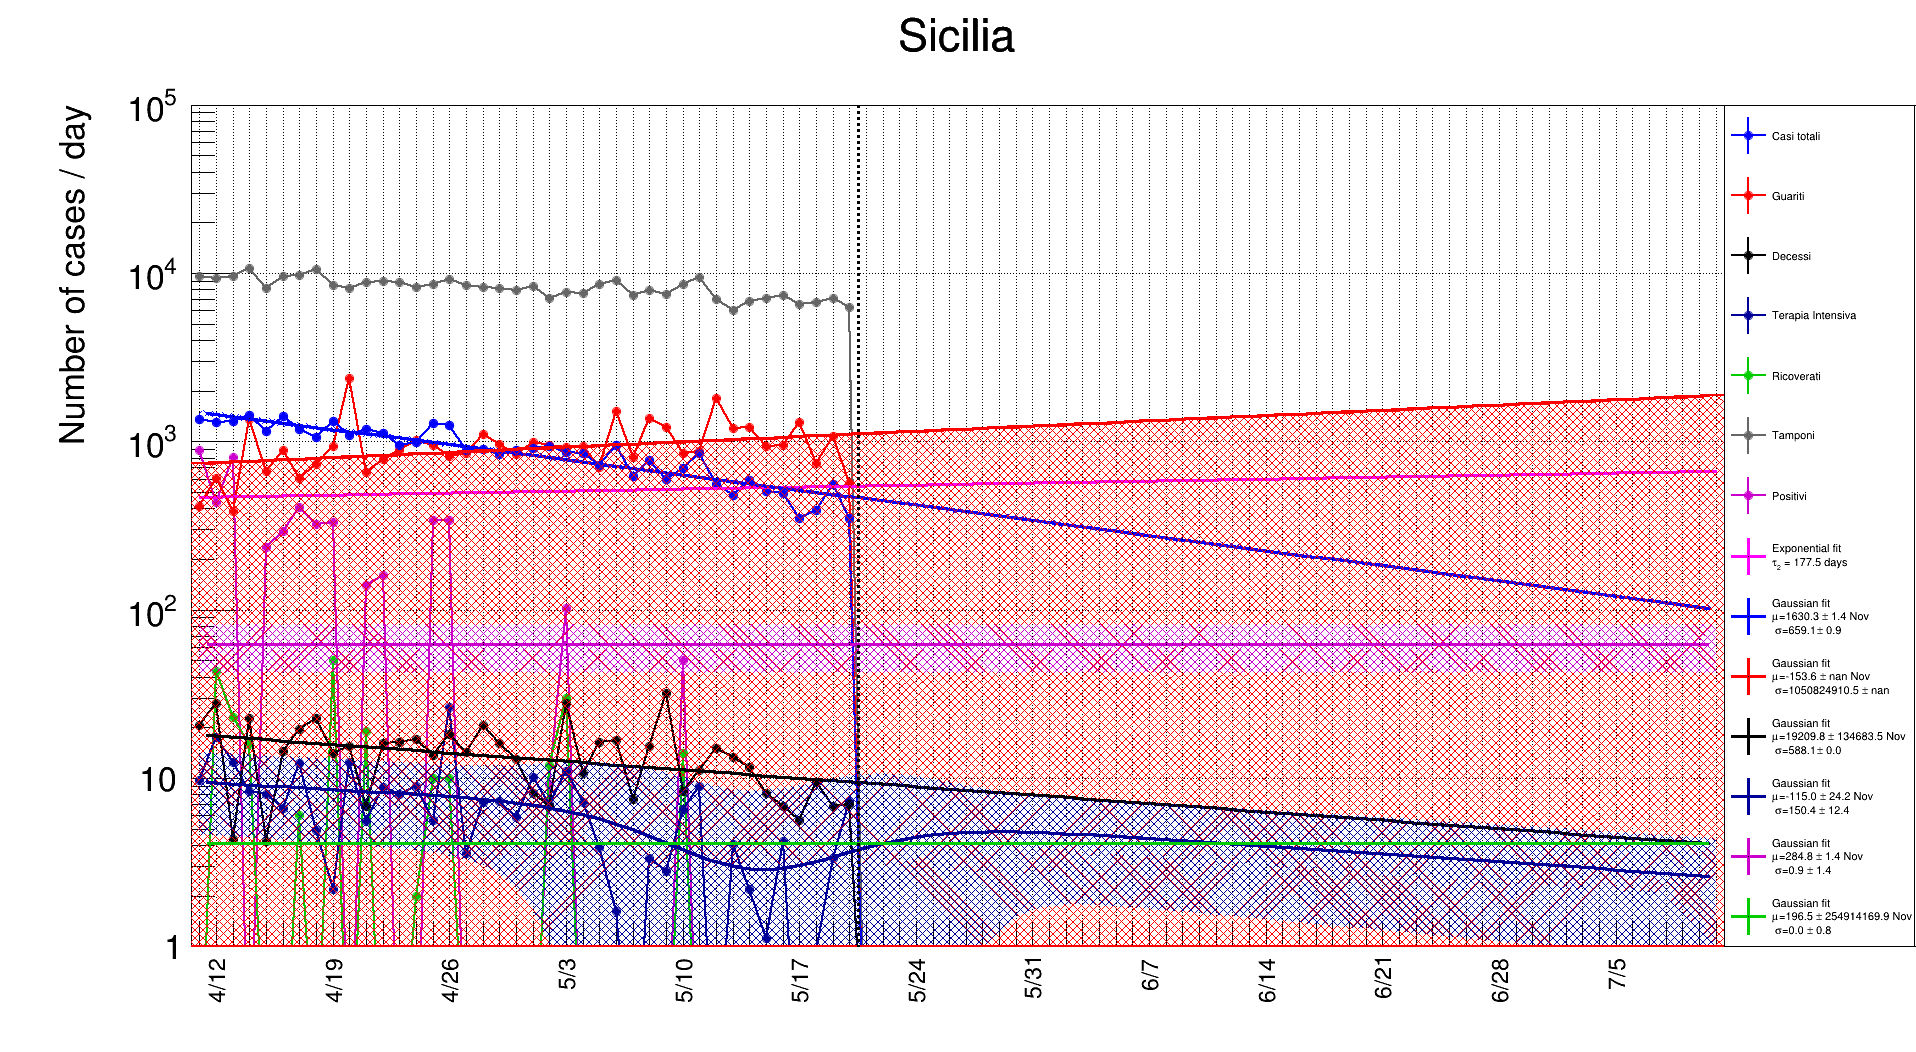 Sicilia
Number of cases / day
10^5
10^4
10^3
10^2
10
1
4/12
4/19
4/26
5/3
5/10
5/17
5/24
5/31
6/7
6/14
6/21
6/28
7/5
Casi totali
Guariti
Decessi
Terapia Intensiva
Ricoverati
Tamponi
Positivi
Exponential fit
τ_2 = 177.5 days
Gaussian fit
μ=1630.3 ± 1.4 Nov
σ=659.1± 0.9
Gaussian fit
μ=-153.6 ± nan Nov
σ=1050824910.5 ± nan
Gaussian fit
μ=19209.8 ± 134683.5 Nov
σ=588.1± 0.0
Gaussian fit
μ=-115.0 ± 24.2 Nov
σ=150.4 ± 12.4
Gaussian fit
μ=284.8 ± 1.4 Nov
σ=0.9 ± 1.4
Gaussian fit
μ=196.5 ± 254914169.9 Nov
σ=0.0 ± 0.8